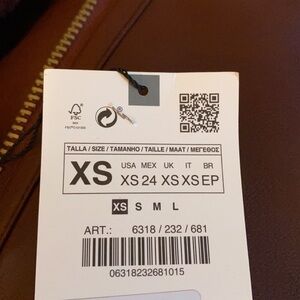 FSC
TALLA / SIZE / TAMANHO / TAILLE / MAAT / ΜΕΓΕΘΟΣ
XS
USA MEX UK IT BR
XS 24 XS XS EP
XS S M L
ART.: 6318 / 232 / 681
06318232681015